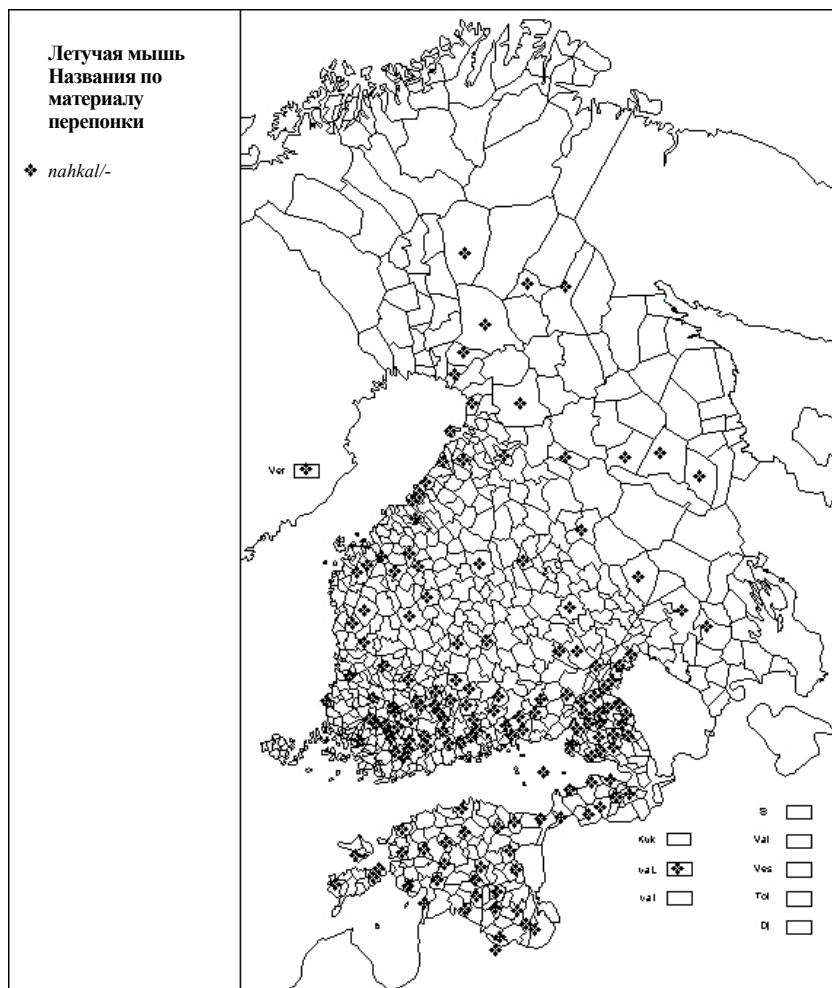 Летучая мышь
Названия по
материалу
перепонки
❖ nahkal/-
Ver
Kuk
vaL
val
Val
Ves
Tol
Dj